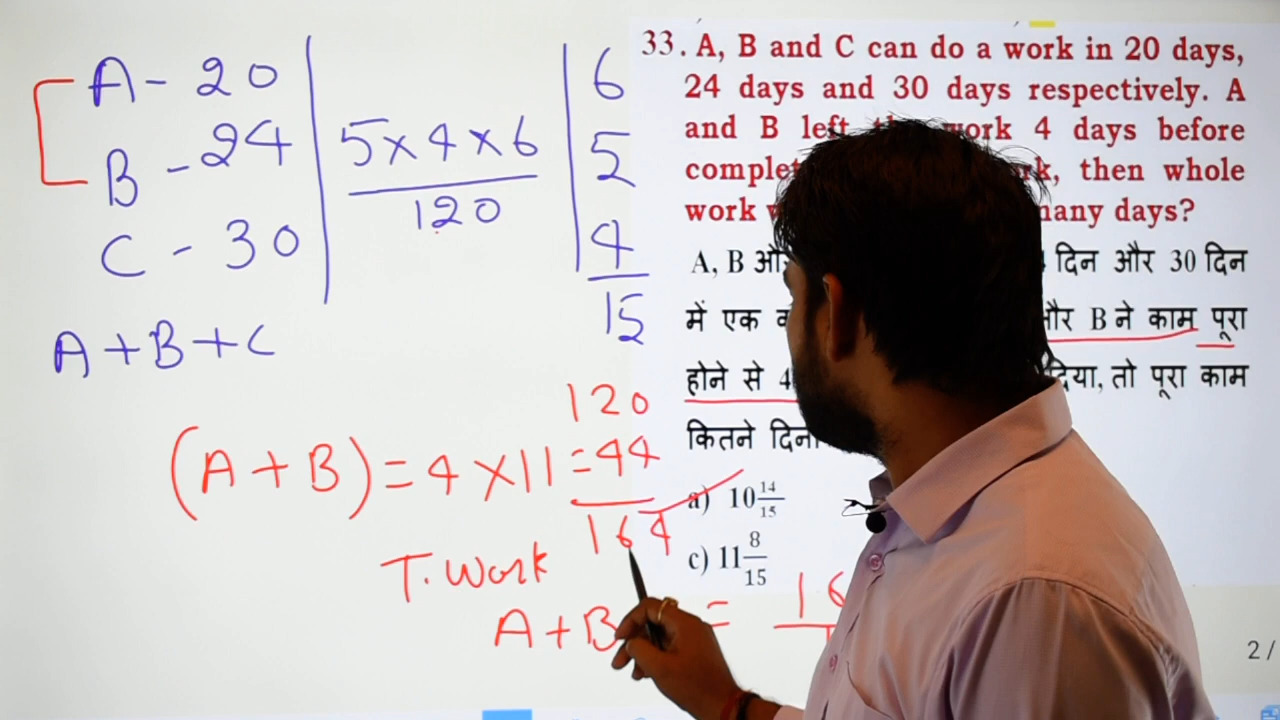 A - 20
B - 24
C - 30
5×4×6
120
6
5
4
15
A+B+C
120
(A+B) = 4×11 = 44
164
T. Work
A+B =
33. A, B and C can do a work in 20 days,
24 days and 30 days respectively. A
and B left work 4 days before
then whole
work days?
A, B दिन और 30 दिन
में एक B ने काम पूरा
होने से 4 तो पूरा काम
कितने
a) 10 14/15
c) 11 8/15
2 /